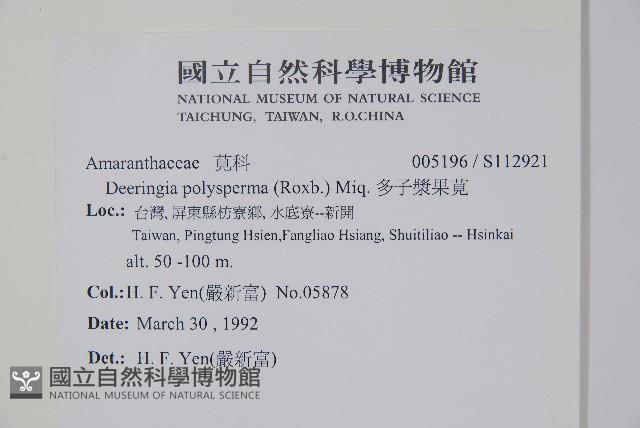 國立自然科學博物館
NATIONAL MUSEUM OF NATURAL SCIENCE
TAICHUNG, TAIWAN, R.O.CHINA
Amaranthaceae 莧科 005196 / S112921
Deeringia polysperma (Roxb.) Miq. 多子漿果莧
Loc.: 台灣, 屏東縣枋寮鄉, 水底寮--新開
Taiwan, Pingtung Hsien,Fangliao Hsiang, Shuitiliao -- Hsinkai
alt. 50 -100 m.
Col.:H. F. Yen(嚴新富) No.05878
Date: March 30 , 1992
Det.: H. F. Yen(嚴新富)
國立自然科學博物館
NATIONAL MUSEUM OF NATURAL SCIENCE